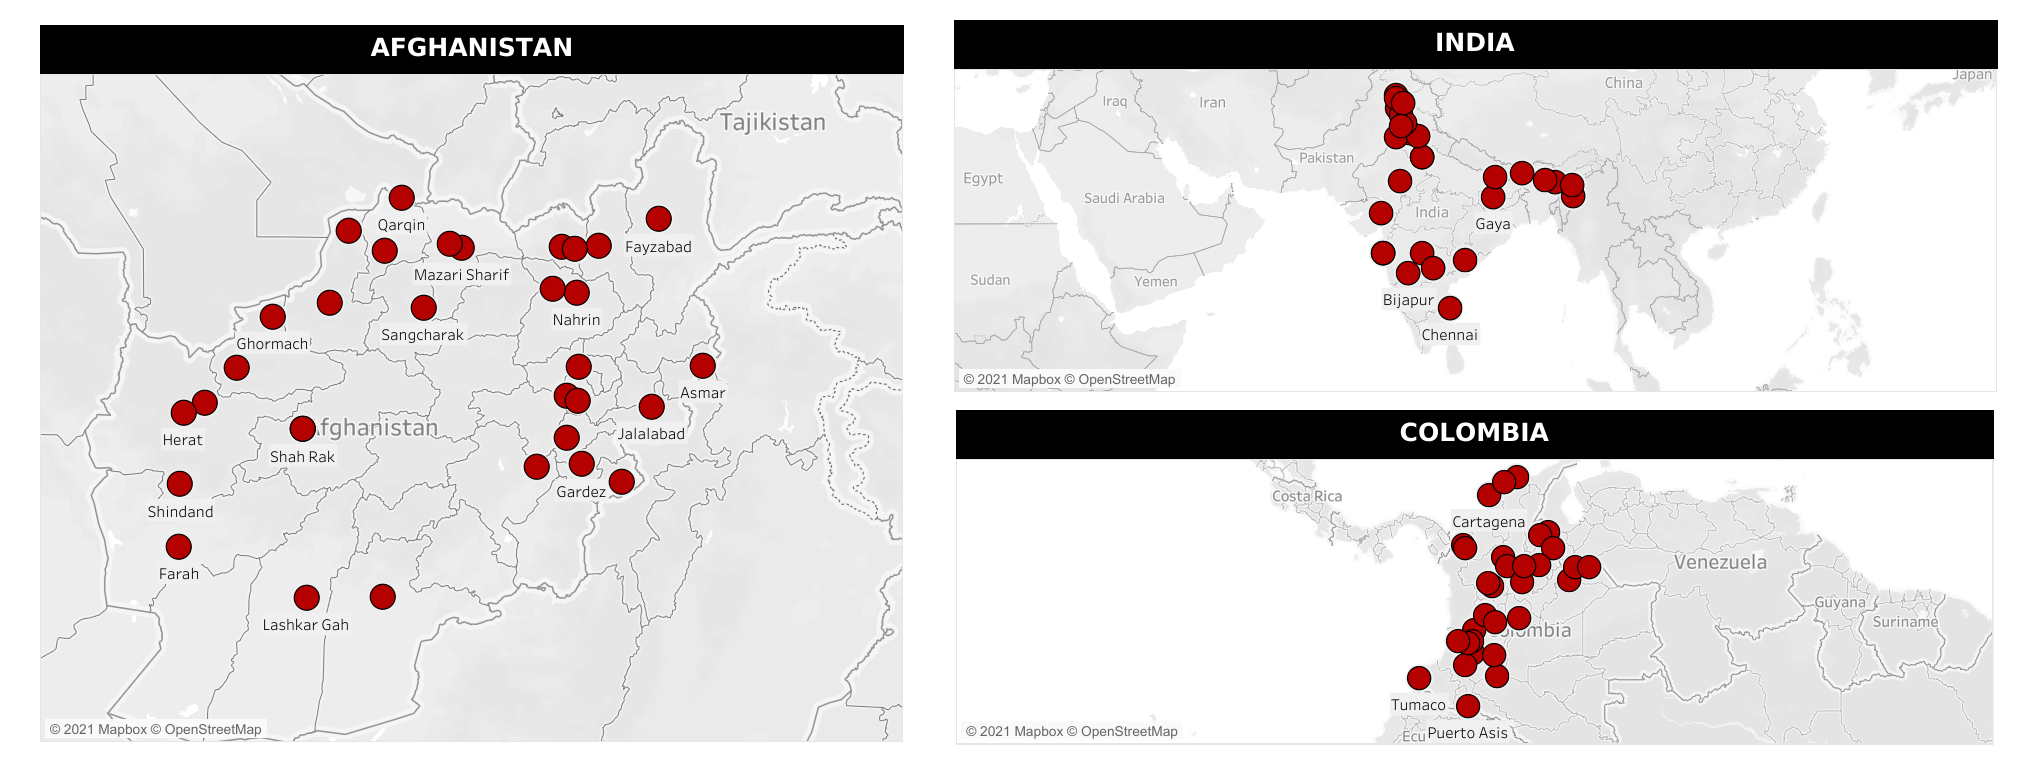 AFGHANISTAN
Tajikistan
Qarqin
Fayzabad
Mazari Sharif
Nahrin
Sangcharak
Ghormach
Asmar
Afghanistan
Jalalabad
Herat
Shah Rak
Gardez
Shindand
Farah
Lashkar Gah
© 2021 Mapbox © OpenStreetMap
INDIA
Japan
China
Iraq
Iran
Pakistan
Egypt
Saudi Arabia
India
Gaya
Sudan
Yemen
Bijapur
Chennai
© 2021 Mapbox © OpenStreetMap
COLOMBIA
Costa Rica
Cartagena
Venezuela
Guyana
Suriname
Colombia
Tumaco
Ecu
Puerto Asis
© 2021 Mapbox © OpenStreetMap